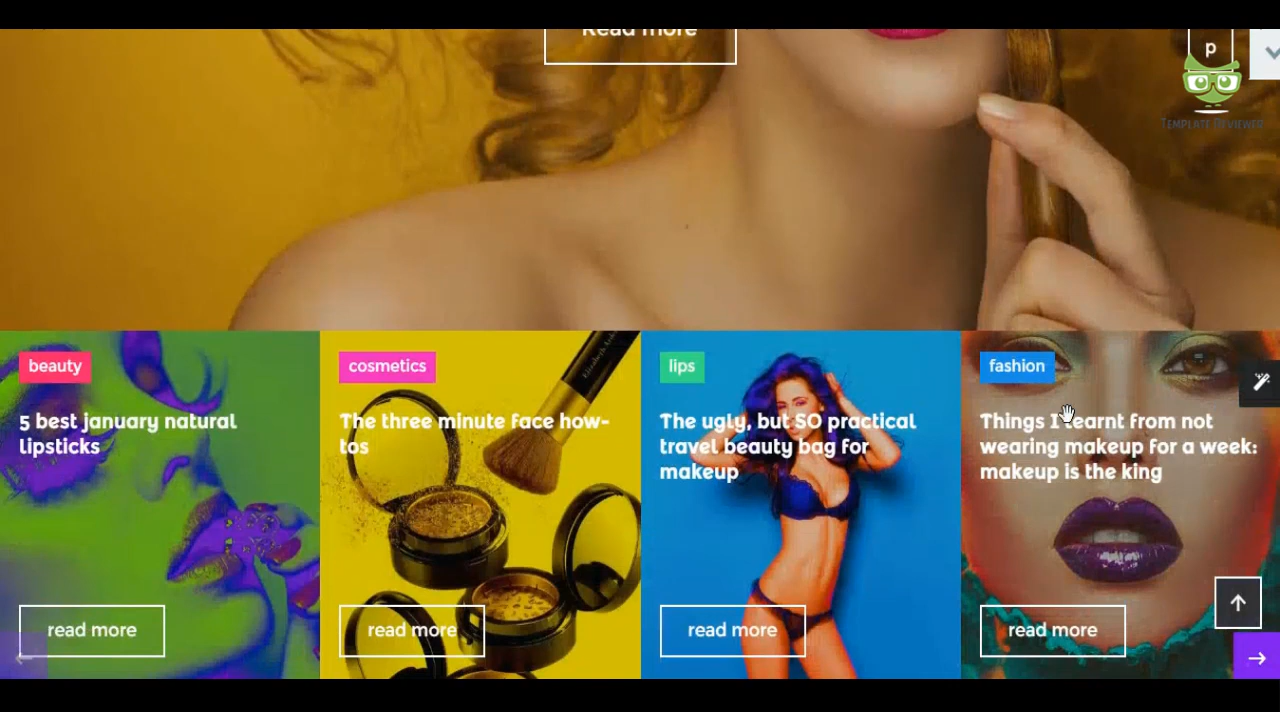 Read more
p
TEMPLATE REVIEWER
beauty
5 best january natural
lipsticks
read more
cosmetics
The three minute face how-
tos
read more
lips
The ugly, but SO practical
travel beauty bag for
makeup
read more
fashion
Things I learnt from not
wearing makeup for a week:
makeup is the king
read more